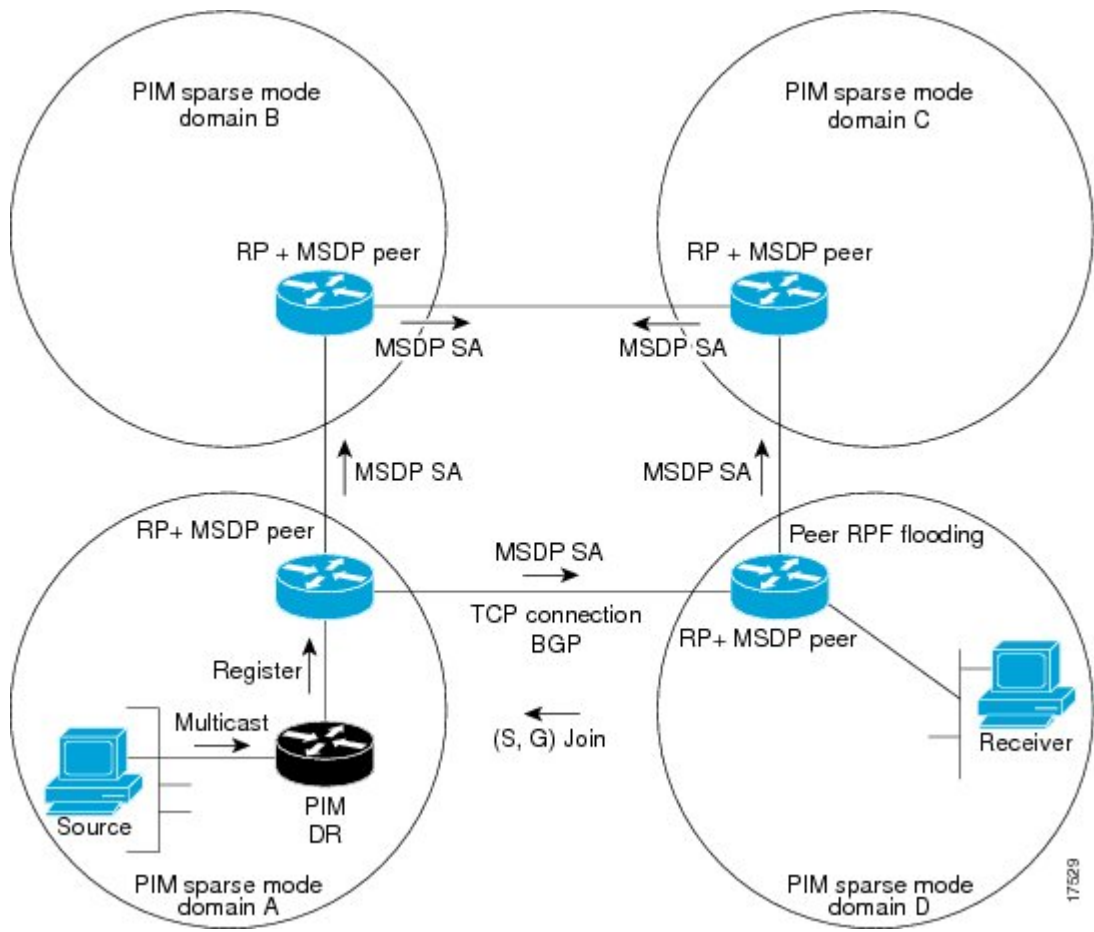 PIM sparse mode
domain B
PIM sparse mode
domain C
RP + MSDP peer
RP + MSDP peer
MSDP SA
MSDP SA
MSDP SA
MSDP SA
RP+ MSDP peer
Peer RPF flooding
MSDP SA
TCP connection
BGP
RP+ MSDP peer
Register
Multicast
(S, G) Join
Receiver
Source
PIM
DR
PIM sparse mode
domain A
PIM sparse mode
domain D
17529